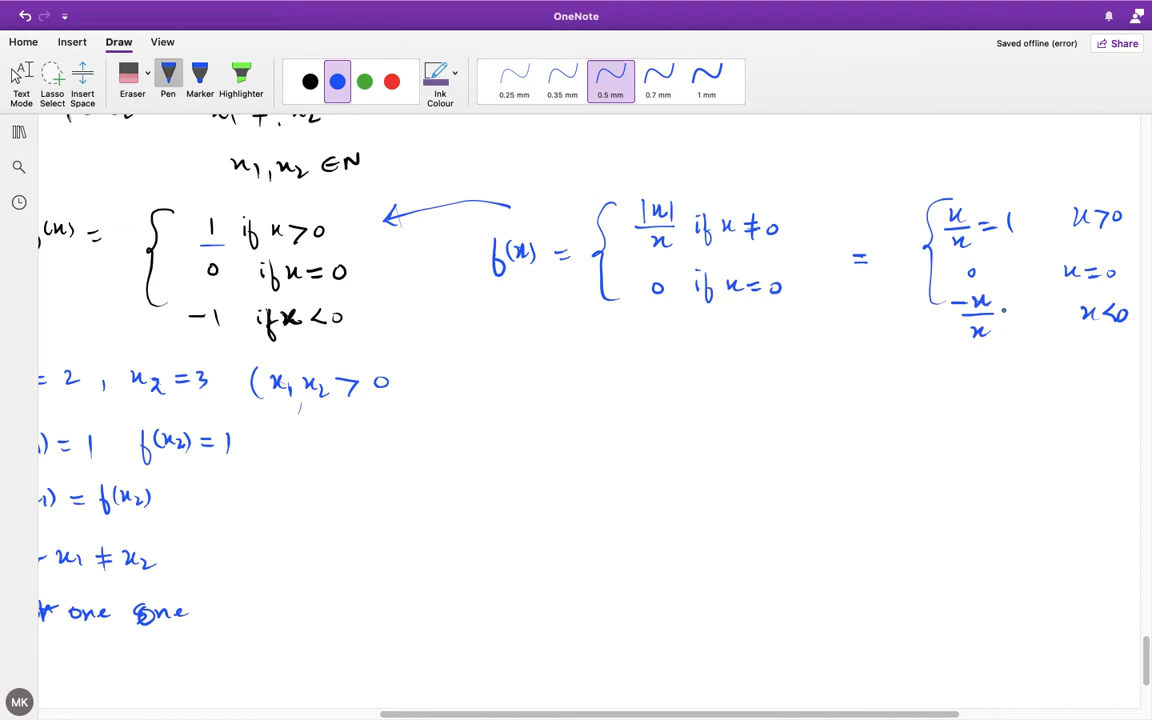 OneNote
Home Insert Draw View
Saved offline (error) Share
Text Mode Lasso Select Insert Space Eraser Pen Marker Highlighter Ink Colour
0.25 mm 0.35 mm 0.5 mm 0.7 mm 1 mm
x₁, x₂ ∈ N
(x) = { 1 if x > 0
0 if x = 0
-1 if x < 0
f(x) = { |x|/x if x ≠ 0
0 if x = 0
= { x/x = 1 x > 0
0 x = 0
-x/x x < 0
= 2 , x₂ = 3 (x₁, x₂ > 0
) = 1 f(x₂) = 1
₁) = f(x₂)
x₁ ≠ x₂
one one
MK